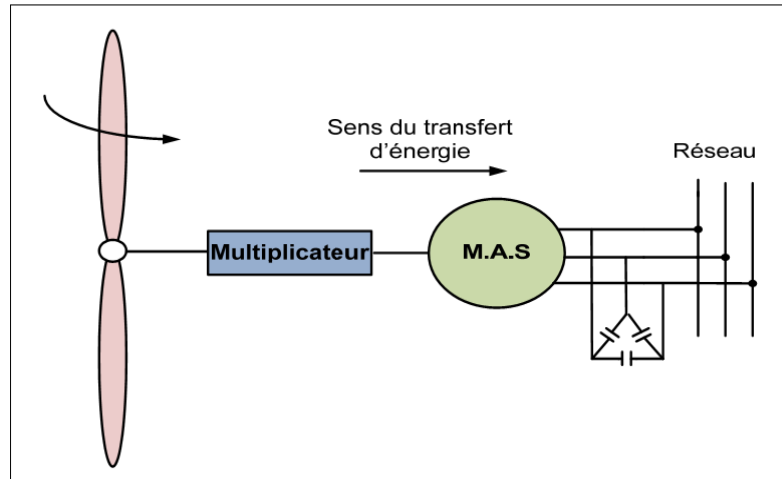 Sens du transfert
d'énergie
Réseau
Multiplicateur
M.A.S